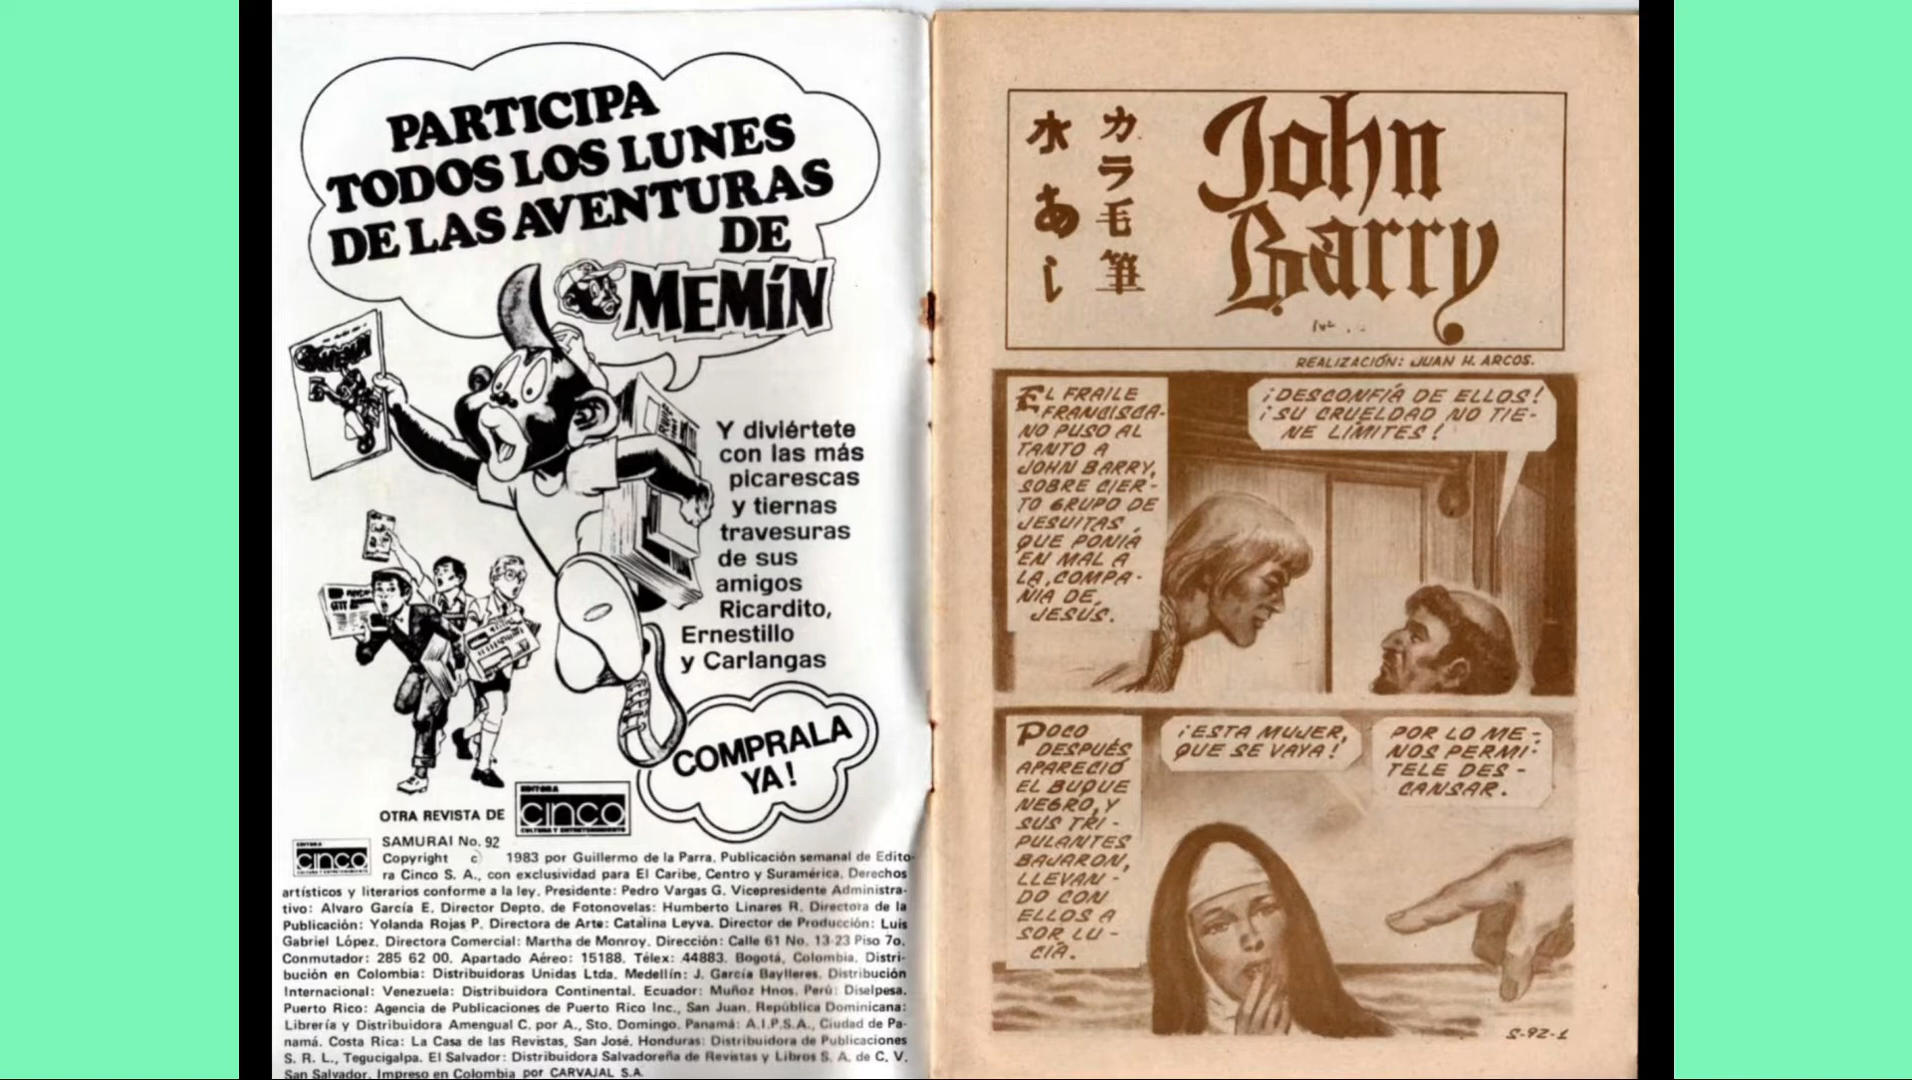 PARTICIPA
TODOS LOS LUNES
DE LAS AVENTURAS
DE
MEMÍN
Y diviértete
con las más
picarescas
y tiernas
travesuras
de sus
amigos
Ricardito,
Ernestillo
y Carlangas
COMPRALA
YA!
OTRA REVISTA DE
EDITORA
CINCO
CULTURA Y ENTRETENIMIENTO
EDITORA
CINCO
SAMURAI No. 92
Copyright c 1983 por Guillermo de la Parra. Publicación semanal de Edito-
ra Cinco S. A., con exclusividad para El Caribe, Centro y Suramérica. Derechos
artísticos y literarios conforme a la ley. Presidente: Pedro Vargas G. Vicepresidente Administra-
tivo: Alvaro García E. Director Depto. de Fotonovelas: Humberto Linares R. Directora de la
Publicación: Yolanda Rojas P. Directora de Arte: Catalina Leyva. Director de Producción: Luis
Gabriel López. Directora Comercial: Martha de Monroy. Dirección: Calle 61 No. 13-23 Piso 7o.
Conmutador: 285 62 00. Apartado Aéreo: 15188. Télex: 44883. Bogotá, Colombia. Distri-
bución en Colombia: Distribuidoras Unidas Ltda. Medellín: J. García Baylleres. Distribución
Internacional: Venezuela: Distribuidora Continental. Ecuador: Muñoz Hnos. Perú: Diselpesa.
Puerto Rico: Agencia de Publicaciones de Puerto Rico Inc., San Juan. República Dominicana:
Librería y Distribuidora Amengual C. por A., Sto. Domingo. Panamá: A.I.P.S.A., Ciudad de Pa-
namá. Costa Rica: La Casa de las Revistas, San José. Honduras: Distribuidora de Publicaciones
S. R. L., Tegucigalpa. El Salvador: Distribuidora Salvadoreña de Revistas y Libros S. A. de C. V.
San Salvador. Impreso en Colombia por CARVAJAL S.A.
カラ毛筆
水あし
John
Barry
REALIZACIÓN: JUAN H. ARCOS.
EL FRAILE
FRANCISCA-
NO PUSO AL
TANTO A
JOHN BARRY,
SOBRE CIER-
TO GRUPO DE
JESUITAS,
QUE PONÍA
EN MAL A
LA COMPA-
ÑIA DE
JESÚS.
¡DESCONFÍA DE ELLOS!
¡SU CRUELDAD NO TIE-
NE LÍMITES!
POCO
DESPUÉS
APARECIÓ
EL BUQUE
NEGRO, Y
SUS TRI-
PULANTES
BAJARON,
LLEVAN-
DO CON
ELLOS A
SOR LU-
CÍA.
¡ESTA MUJER,
QUE SE VAYA!
POR LO ME-
NOS PERMÍ-
TELE DES-
CANSAR.
S-92-1